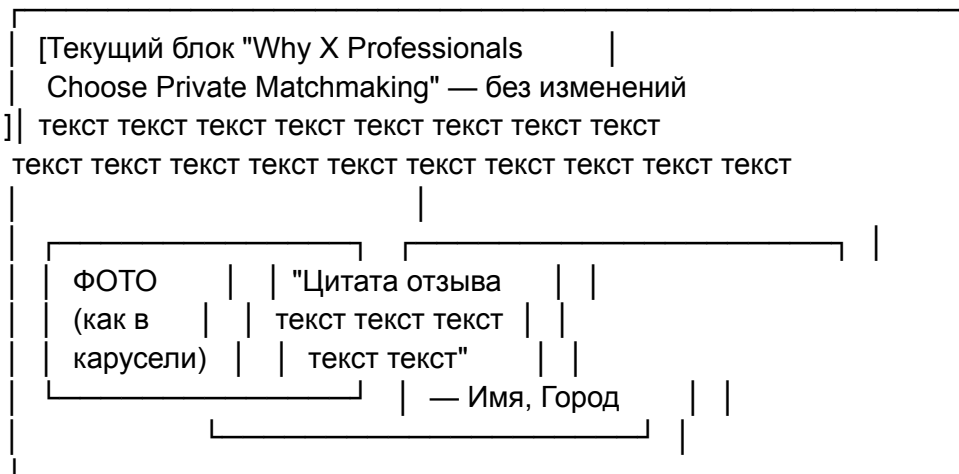 [Текущий блок "Why X Professionals
Choose Private Matchmaking" — без изменений
] текст текст текст текст текст текст текст текст
текст текст текст текст текст текст текст текст текст текст
ФОТО
(как в
карусели)
"Цитата отзыва
текст текст текст
текст текст"
— Имя, Город